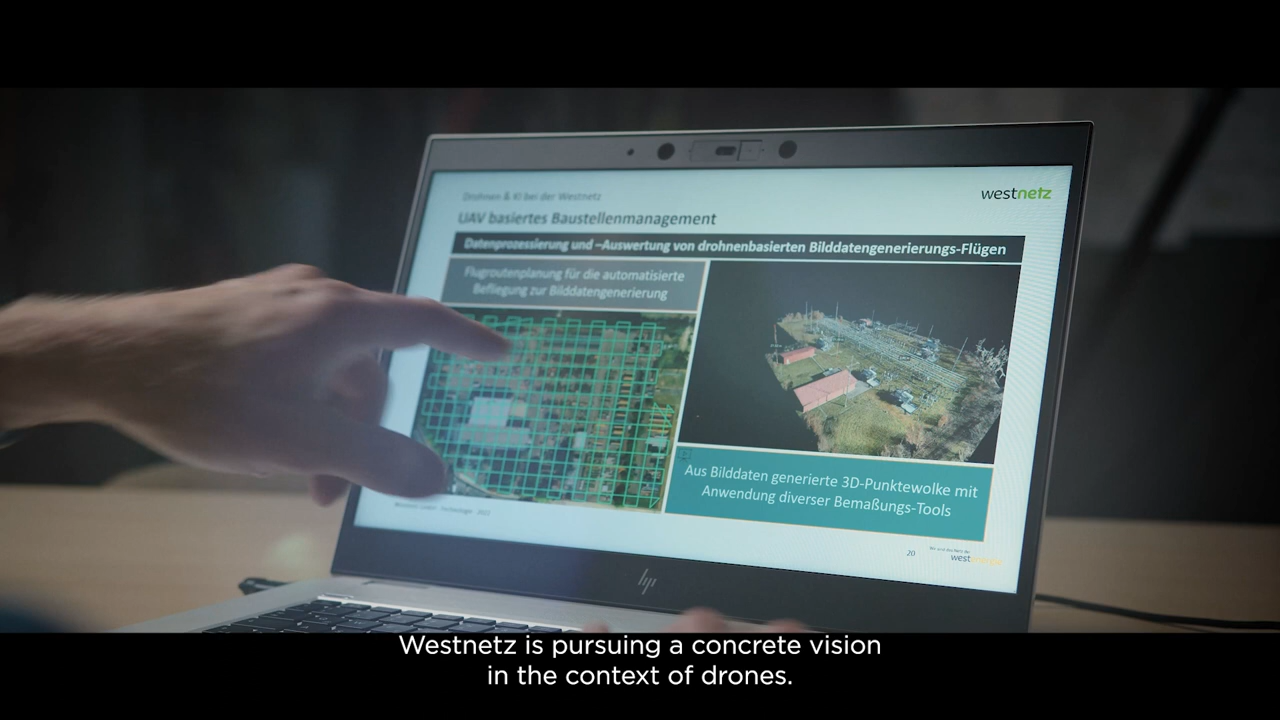 Drohnen & KI bei der Westnetz
westnetz
UAV basiertes Baustellenmanagement
Datenprozessierung und –Auswertung von drohnenbasierten Bilddatengenerierungs-Flügen
Flugroutenplanung für die automatisierte
Befliegung zur Bilddatengenerierung
Aus Bilddaten generierte 3D-Punktewolke mit
Anwendung diverser Bemaßungs-Tools
20
hp
Westnetz is pursuing a concrete vision
in the context of drones.